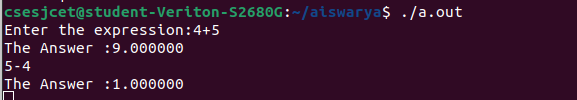 csesjcet@student-Veriton-S2680G:~/aiswarya$ ./a.out
Enter the expression:4+5
The Answer :9.000000
5-4
The Answer :1.000000